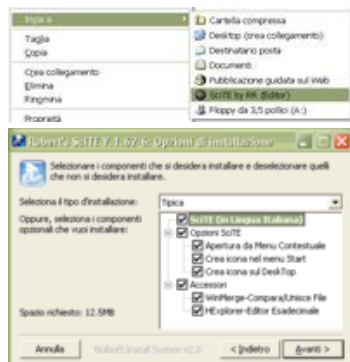 Invia a
Taglia
Copia
Crea collegamento
Elimina
Rinomina
Proprietà
Cartella compressa
Desktop (crea collegamento)
Destinatario posta
Documenti
Pubblicazione guidata sul Web
SciTE by RR (Editor)
Floppy da 3,5 pollici (A:)
Robert's SciTE V.1.62-6: Opzioni di installazione
Selezionare i componenti che si desidera installare e deselezionare quelli
che non si desidera installare.
Seleziona il tipo d'installazione:
Tipica
Oppure, seleziona i componenti
opzionali che vuoi installare:
SciTE (in Lingua Italiana)
Opzioni SciTE
Apertura da Menu Contestuale
Crea icona nel menu Start
Crea icona sul DeskTop
Accessori
WinMerge-Compara/Unisce File
HExplorer-Editor Esadecimale
Spazio richiesto: 12.5MB
Annulla
Nullsoft Install System v2.0
< Indietro
Avanti >